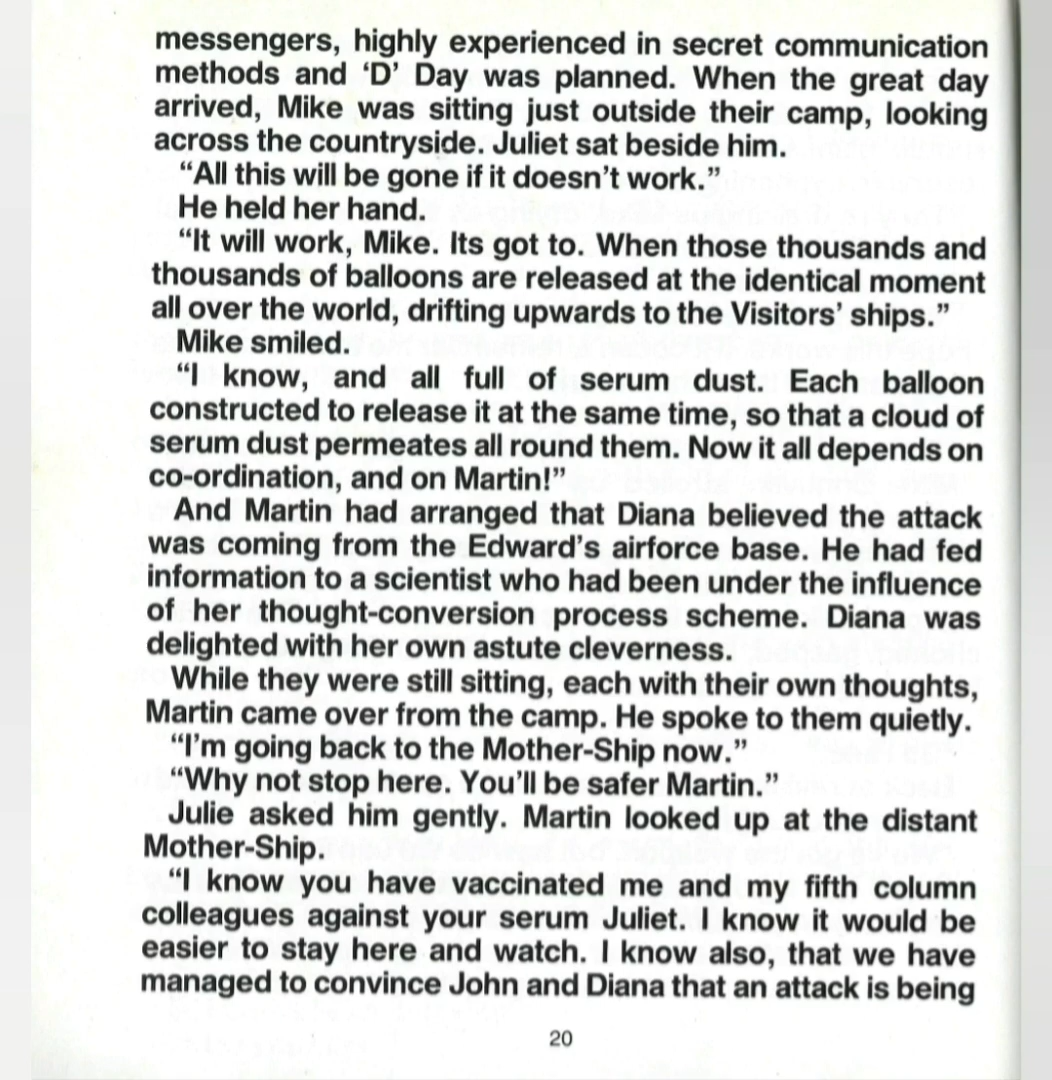 messengers, highly experienced in secret communication
methods and ‘D’ Day was planned. When the great day
arrived, Mike was sitting just outside their camp, looking
across the countryside. Juliet sat beside him.
“All this will be gone if it doesn’t work.”
He held her hand.
“It will work, Mike. Its got to. When those thousands and
thousands of balloons are released at the identical moment
all over the world, drifting upwards to the Visitors’ ships.”
Mike smiled.
“I know, and all full of serum dust. Each balloon
constructed to release it at the same time, so that a cloud of
serum dust permeates all round them. Now it all depends on
co-ordination, and on Martin!”
And Martin had arranged that Diana believed the attack
was coming from the Edward’s airforce base. He had fed
information to a scientist who had been under the influence
of her thought-conversion process scheme. Diana was
delighted with her own astute cleverness.
While they were still sitting, each with their own thoughts,
Martin came over from the camp. He spoke to them quietly.
“I’m going back to the Mother-Ship now.”
“Why not stop here. You’ll be safer Martin.”
Julie asked him gently. Martin looked up at the distant
Mother-Ship.
“I know you have vaccinated me and my fifth column
colleagues against your serum Juliet. I know it would be
easier to stay here and watch. I know also, that we have
managed to convince John and Diana that an attack is being
20